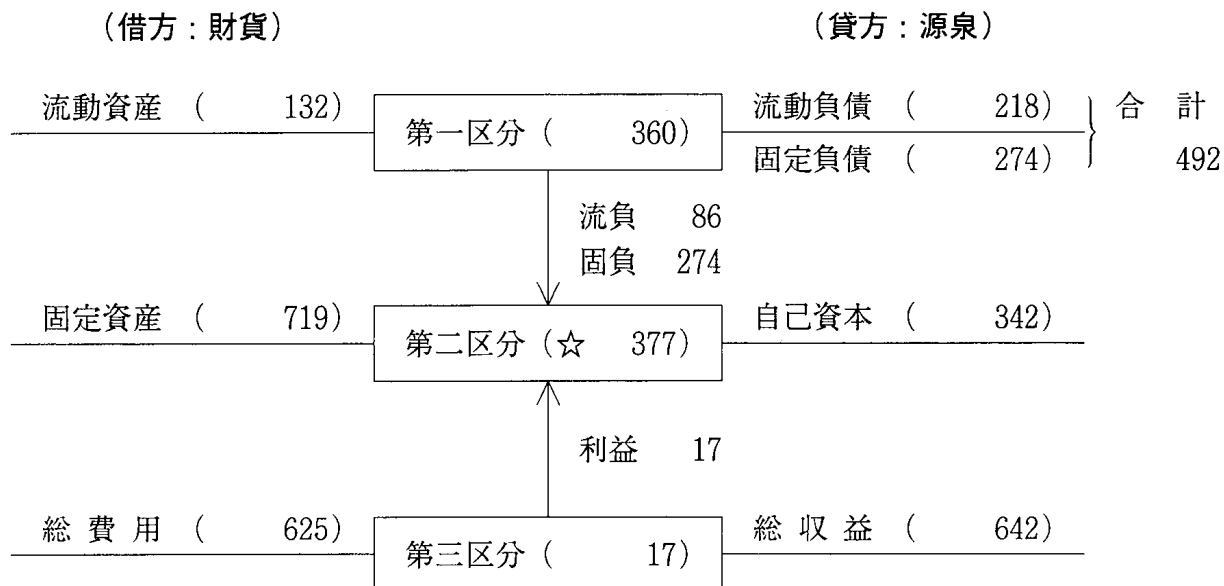 （借方：財貨）　（貸方：源泉）
流動資産 （ 132） 第一区分（ 360） 流動負債 （ 218） 合 計
固定負債 （ 274） 492
流負 86
固負 274
固定資産 （ 719） 第二区分（☆ 377） 自己資本 （ 342）
利益 17
総 費 用 （ 625） 第三区分（ 17） 総 収 益 （ 642）